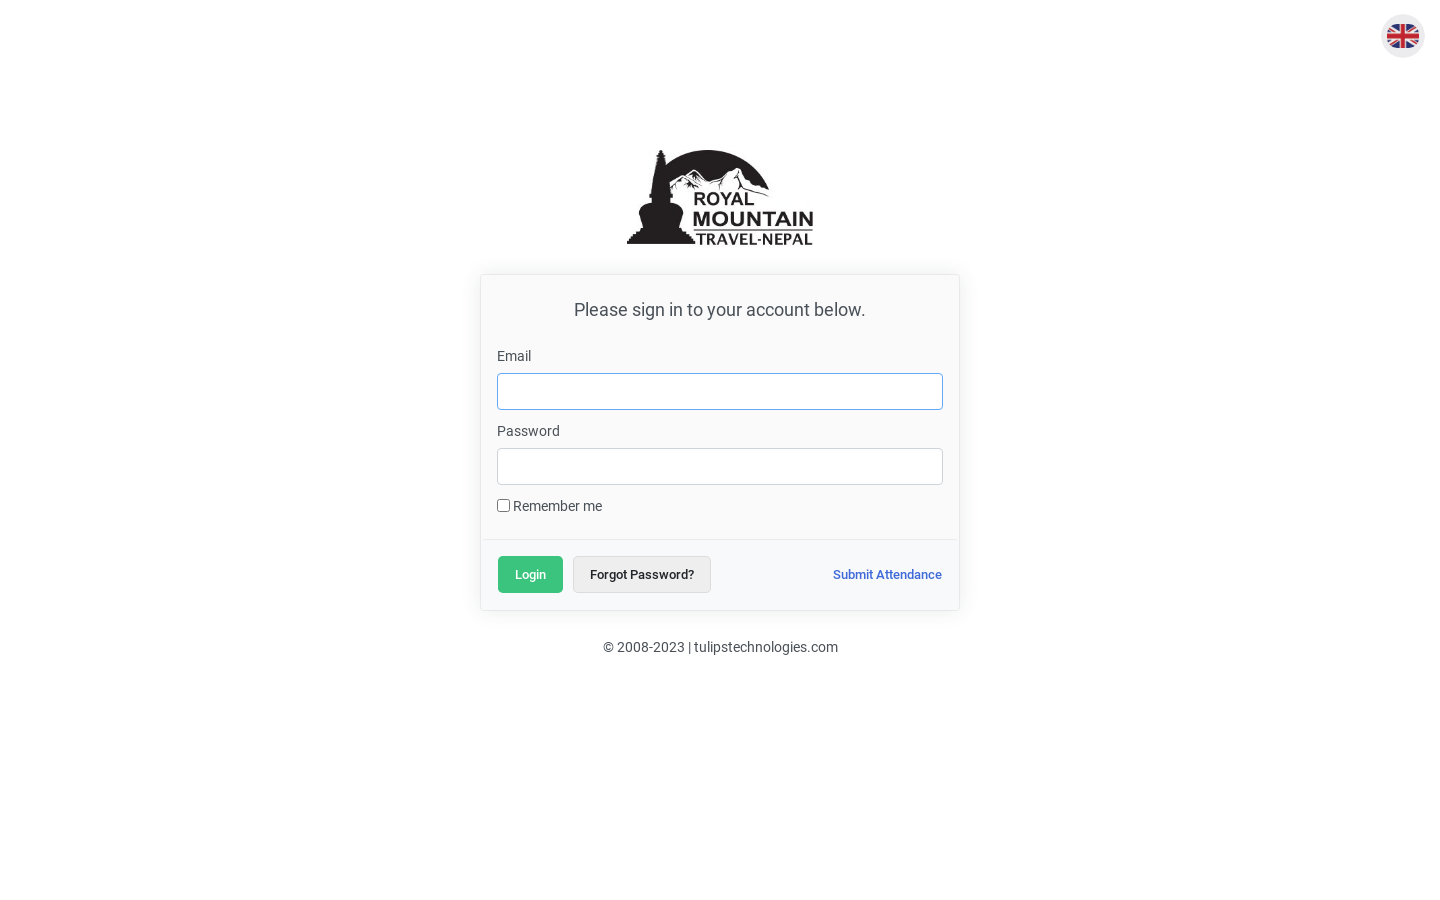 ROYAL
MOUNTAIN
TRAVEL-NEPAL
Please sign in to your account below.
Email
Password
Remember me
Login
Forgot Password?
Submit Attendance
© 2008-2023 | tulipstechnologies.com